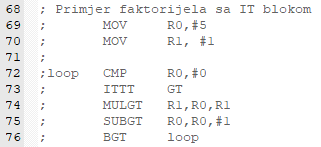 68 ; Primjer faktorijela sa IT blokom
69 ; MOV R0,#5
70 ; MOV R1, #1
71 ;
72 ;loop CMP R0,#0
73 ; ITTT GT
74 ; MULGT R1,R0,R1
75 ; SUBGT R0,R0,#1
76 ; BGT loop